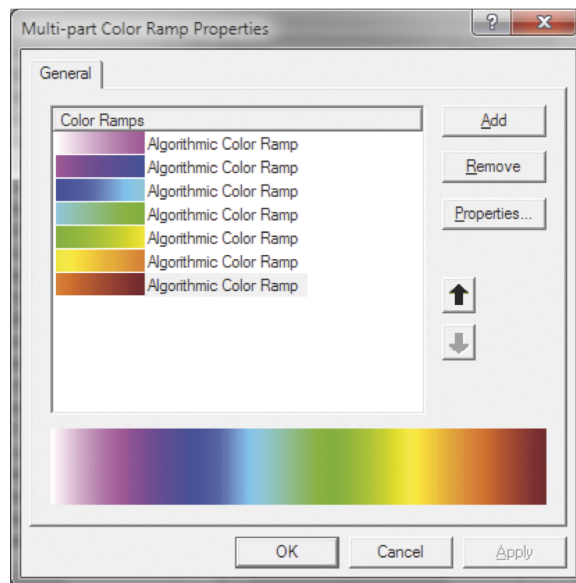 Multi-part Color Ramp Properties
?
X
General
Color Ramps
Algorithmic Color Ramp
Algorithmic Color Ramp
Algorithmic Color Ramp
Algorithmic Color Ramp
Algorithmic Color Ramp
Algorithmic Color Ramp
Algorithmic Color Ramp
Add
Remove
Properties...
OK
Cancel
Apply